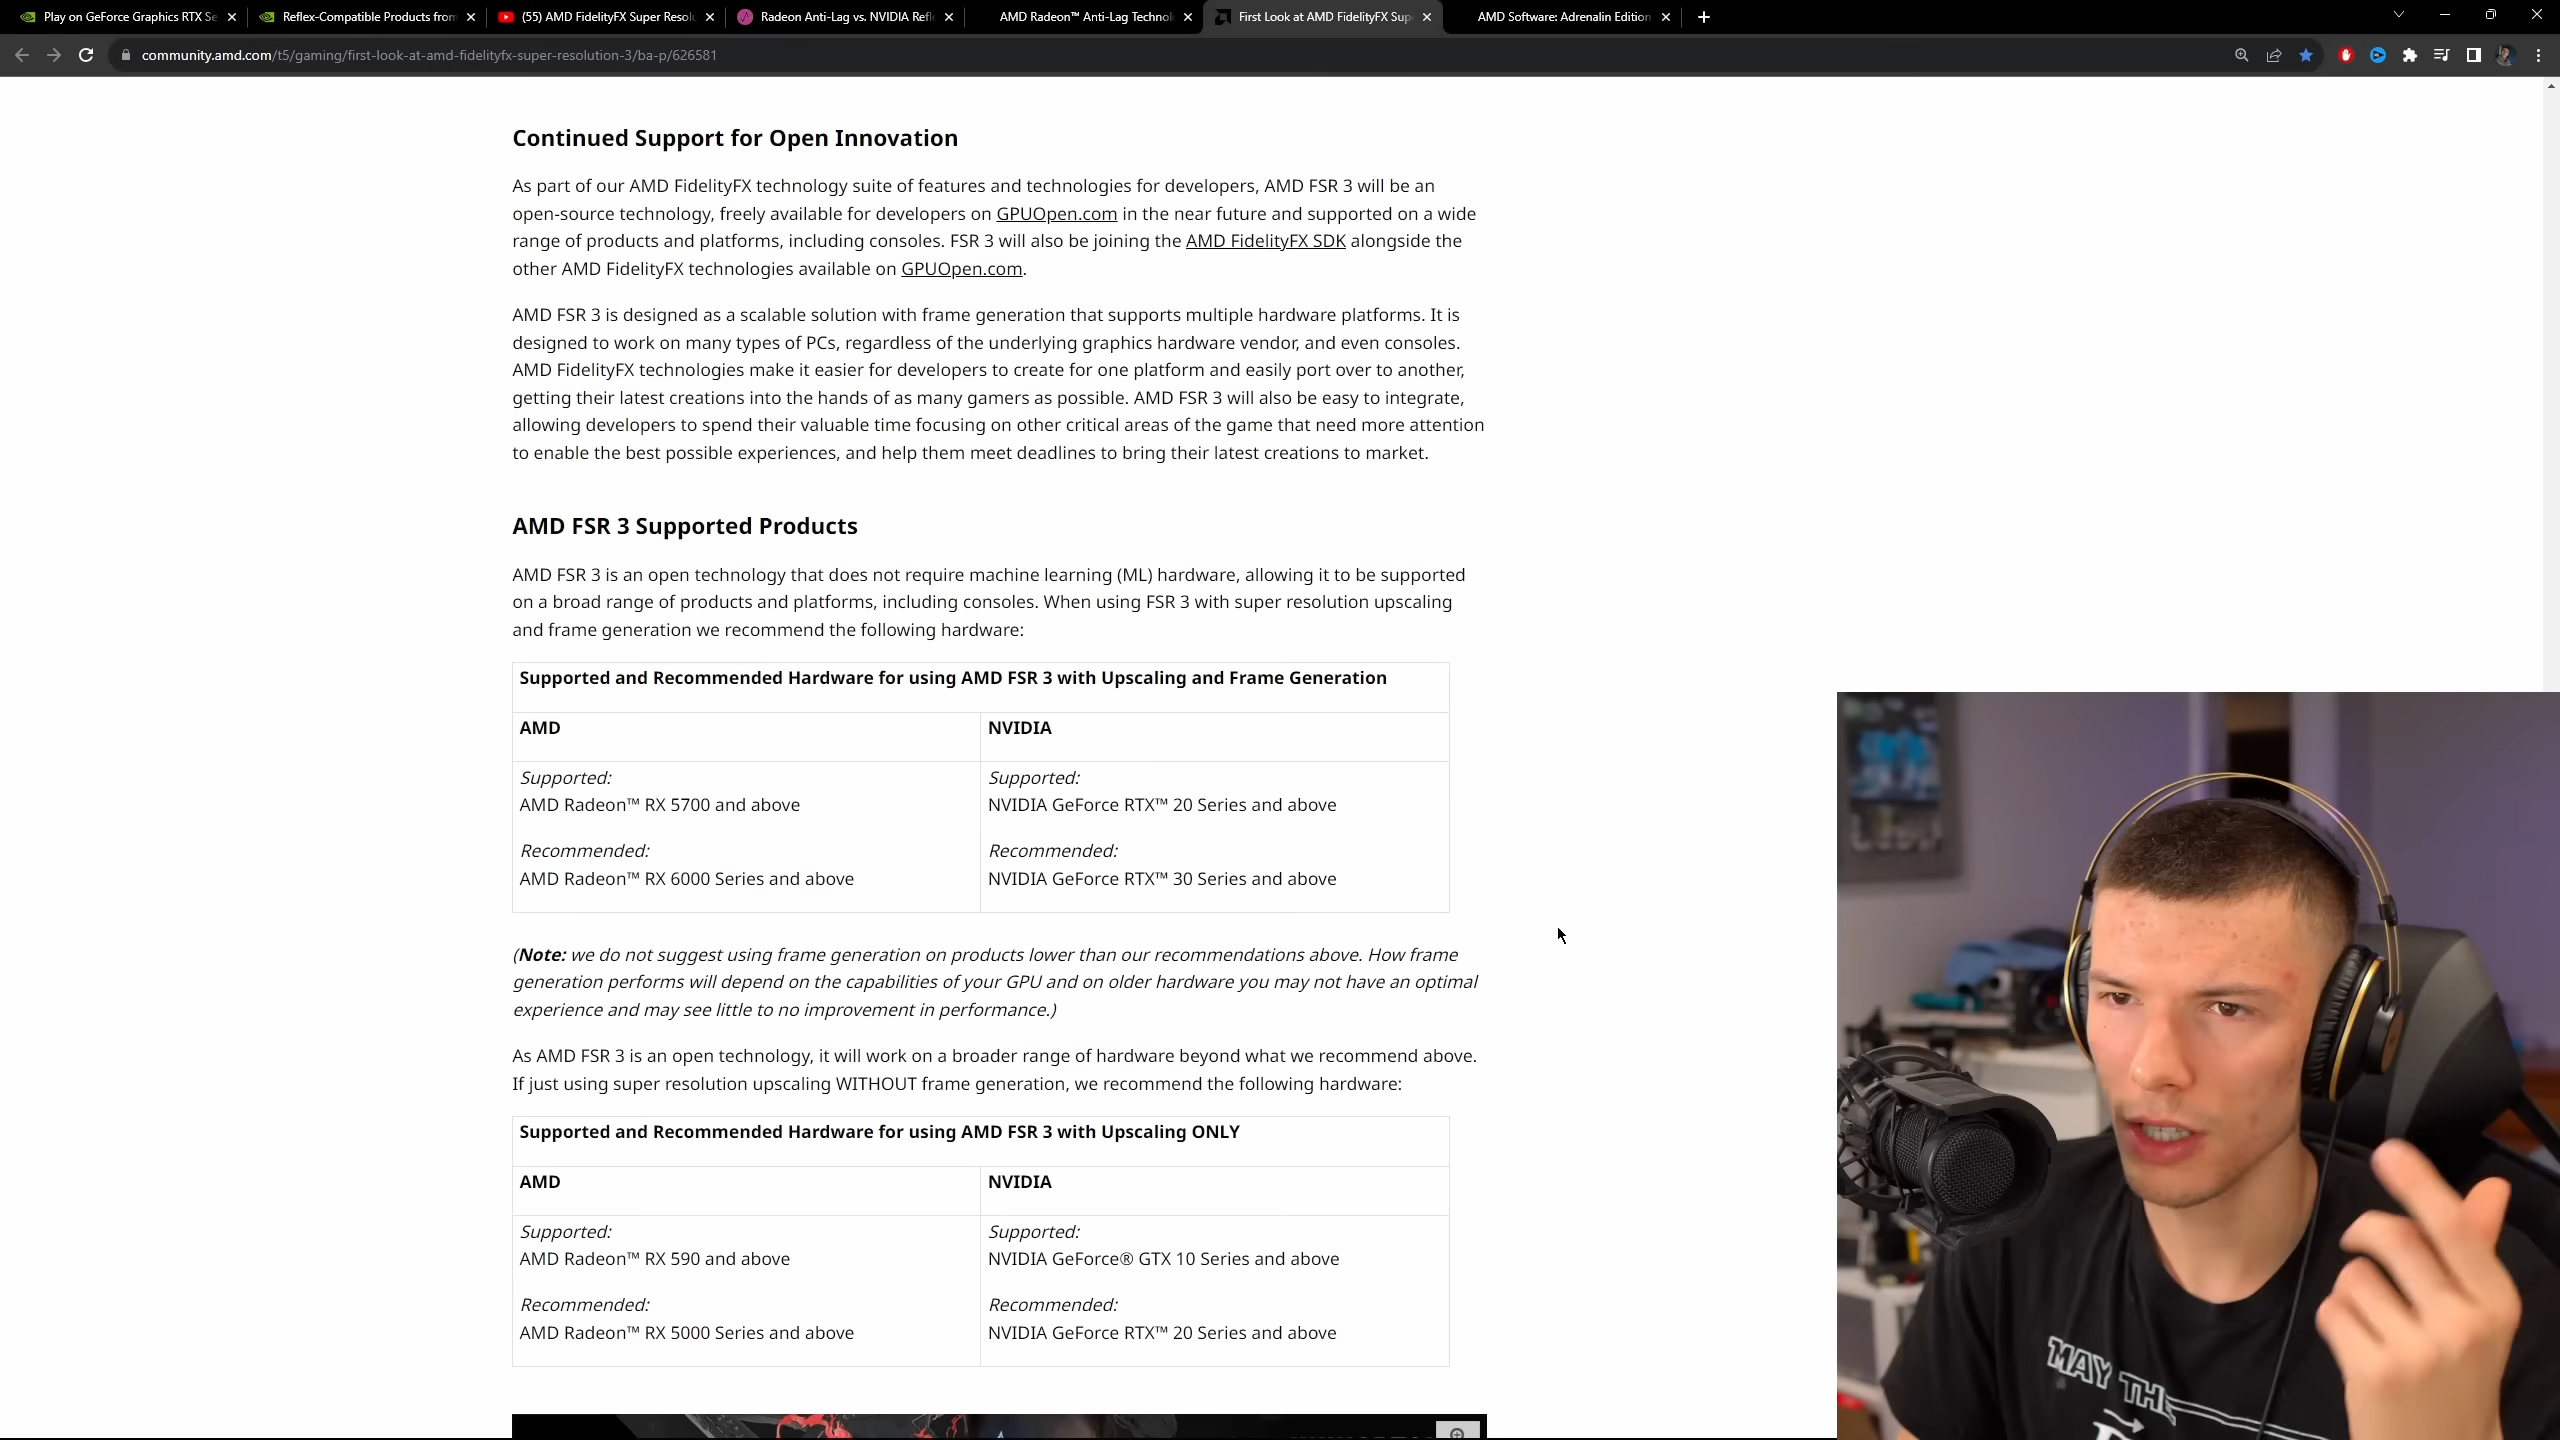 Play on GeForce Graphics RTX Se
Reflex-Compatible Products from
(55) AMD FidelityFX Super Resolu
Radeon Anti-Lag vs. NVIDIA Refle
AMD Radeon™ Anti-Lag Technol
First Look at AMD FidelityFX Sup
AMD Software: Adrenalin Edition
community.amd.com/t5/gaming/first-look-at-amd-fidelityfx-super-resolution-3/ba-p/626581
Continued Support for Open Innovation
As part of our AMD FidelityFX technology suite of features and technologies for developers, AMD FSR 3 will be an
open-source technology, freely available for developers on GPUOpen.com in the near future and supported on a wide
range of products and platforms, including consoles. FSR 3 will also be joining the AMD FidelityFX SDK alongside the
other AMD FidelityFX technologies available on GPUOpen.com.
AMD FSR 3 is designed as a scalable solution with frame generation that supports multiple hardware platforms. It is
designed to work on many types of PCs, regardless of the underlying graphics hardware vendor, and even consoles.
AMD FidelityFX technologies make it easier for developers to create for one platform and easily port over to another,
getting their latest creations into the hands of as many gamers as possible. AMD FSR 3 will also be easy to integrate,
allowing developers to spend their valuable time focusing on other critical areas of the game that need more attention
to enable the best possible experiences, and help them meet deadlines to bring their latest creations to market.
AMD FSR 3 Supported Products
AMD FSR 3 is an open technology that does not require machine learning (ML) hardware, allowing it to be supported
on a broad range of products and platforms, including consoles. When using FSR 3 with super resolution upscaling
and frame generation we recommend the following hardware:
Supported and Recommended Hardware for using AMD FSR 3 with Upscaling and Frame Generation
AMD
NVIDIA
Supported:
AMD Radeon™ RX 5700 and above
Recommended:
AMD Radeon™ RX 6000 Series and above
Supported:
NVIDIA GeForce RTX™ 20 Series and above
Recommended:
NVIDIA GeForce RTX™ 30 Series and above
(Note: we do not suggest using frame generation on products lower than our recommendations above. How frame
generation performs will depend on the capabilities of your GPU and on older hardware you may not have an optimal
experience and may see little to no improvement in performance.)
As AMD FSR 3 is an open technology, it will work on a broader range of hardware beyond what we recommend above.
If just using super resolution upscaling WITHOUT frame generation, we recommend the following hardware:
Supported and Recommended Hardware for using AMD FSR 3 with Upscaling ONLY
AMD
NVIDIA
Supported:
AMD Radeon™ RX 590 and above
Recommended:
AMD Radeon™ RX 5000 Series and above
Supported:
NVIDIA GeForce® GTX 10 Series and above
Recommended:
NVIDIA GeForce RTX™ 20 Series and above
MAY THE